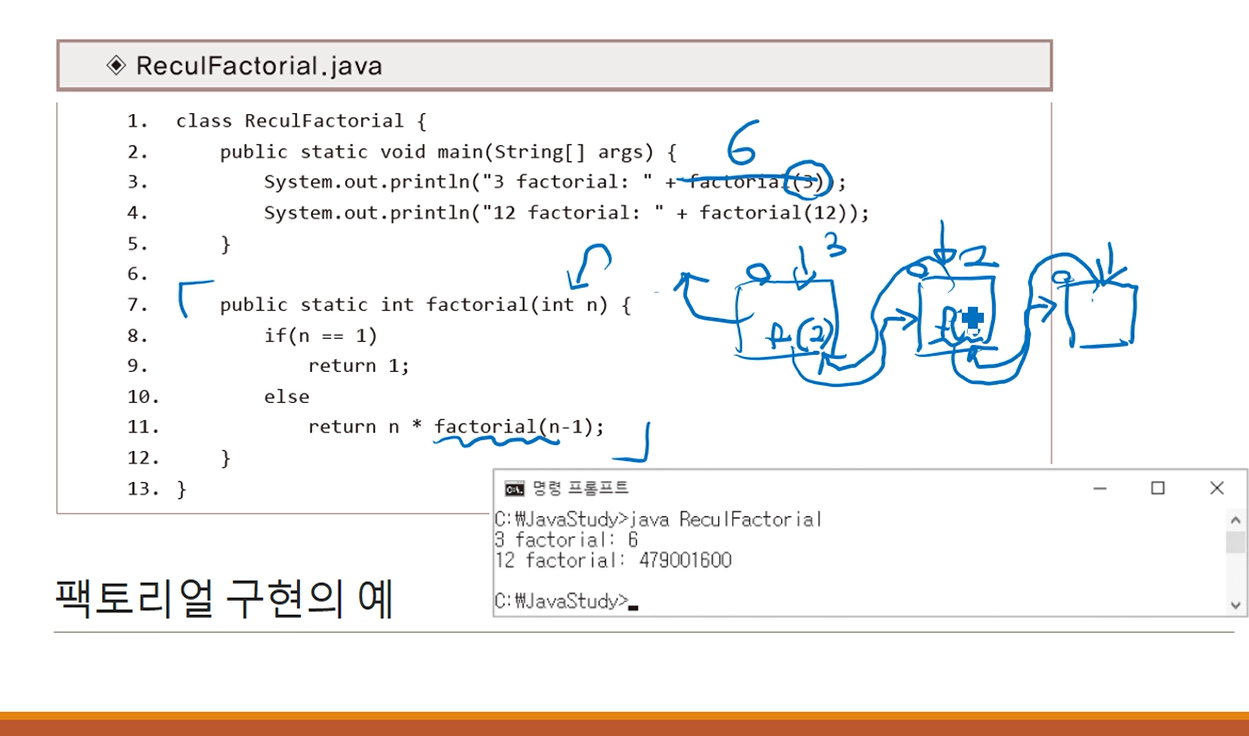 ◈ ReculFactorial.java
1. class ReculFactorial {
2. public static void main(String[] args) {
6
3. System.out.println("3 factorial: " + factorial(3));
4. System.out.println("12 factorial: " + factorial(12));
5. }
3
2
6.
7. public static int factorial(int n) {
8. if(n == 1)
9. return 1;
10. else
11. return n * factorial(n-1);
12. }
13. }
명령 프롬프트
C:₩JavaStudy>java ReculFactorial
3 factorial: 6
12 factorial: 479001600
C:₩JavaStudy>
팩토리얼 구현의 예